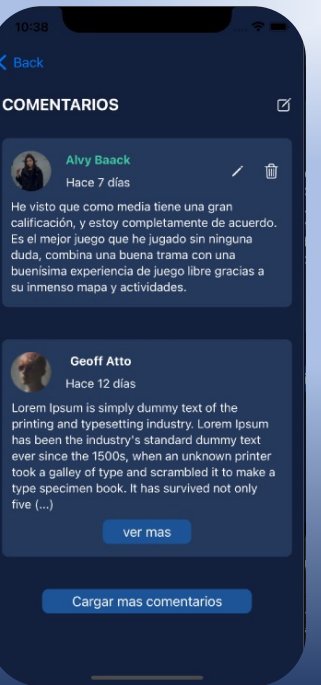 10:38
Back
COMENTARIOS
Alvy Baack
Hace 7 días
He visto que como media tiene una gran
calificación, y estoy completamente de acuerdo.
Es el mejor juego que he jugado sin ninguna
duda, combina una buena trama con una
buenísima experiencia de juego libre gracias a
su inmenso mapa y actividades.
Geoff Atto
Hace 12 días
Lorem Ipsum is simply dummy text of the
printing and typesetting industry. Lorem Ipsum
has been the industry's standard dummy text
ever since the 1500s, when an unknown printer
took a galley of type and scrambled it to make a
type specimen book. It has survived not only
five (...)
ver mas
Cargar mas comentarios